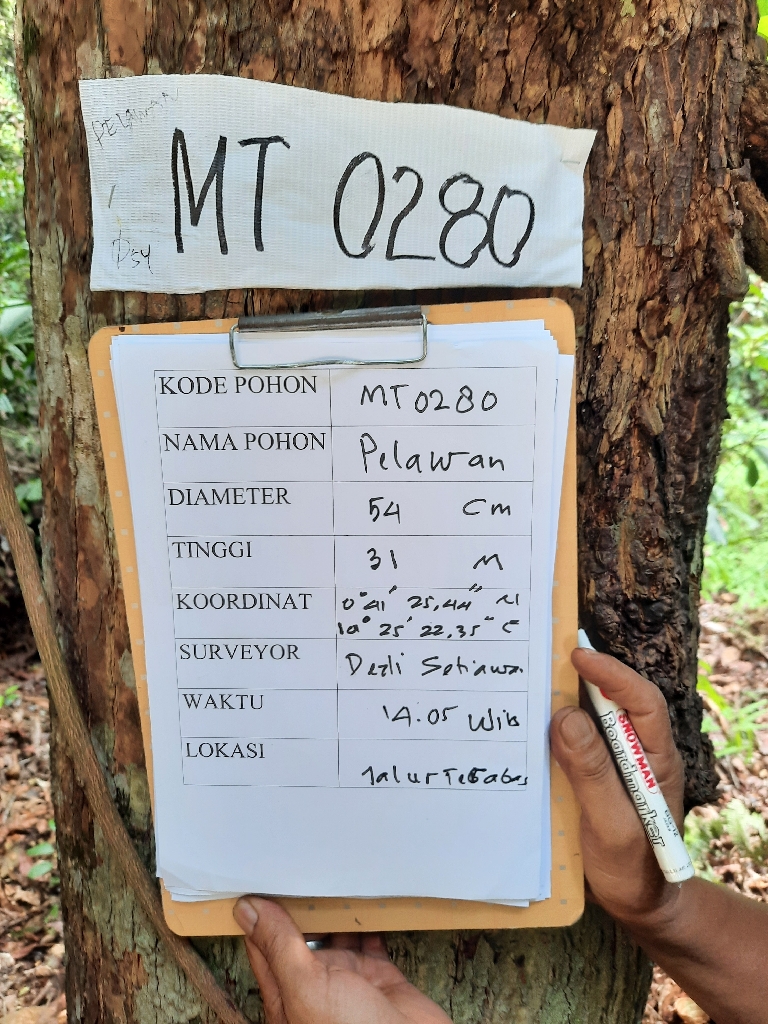 PELAWAN
MT 0280
D54
KODE POHON MT 0280
NAMA POHON Pelawan
DIAMETER 54 cm
TINGGI 31 M
KOORDINAT 0° 41' 25,44" N
10° 25' 22,35" E
SURVEYOR Dezli Setiawan
WAKTU 14.05 Wib
LOKASI Jalur
SNOWMAN
Boardmarker